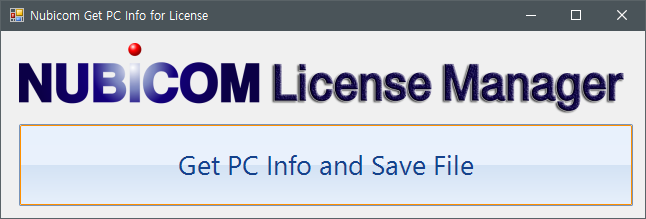 Nubicom Get PC Info for License
NUBiCOM License Manager
Get PC Info and Save File